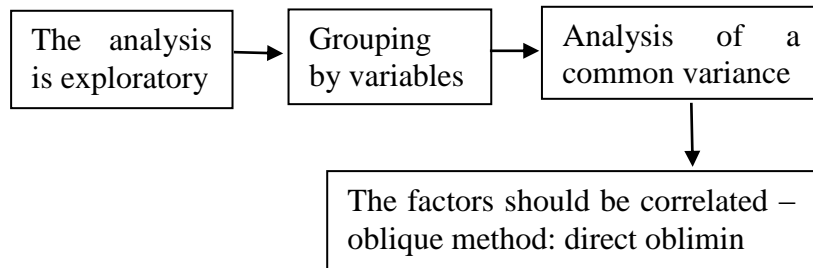 The analysis
is exploratory
Grouping
by variables
Analysis of a
common variance
The factors should be correlated –
oblique method: direct oblimin